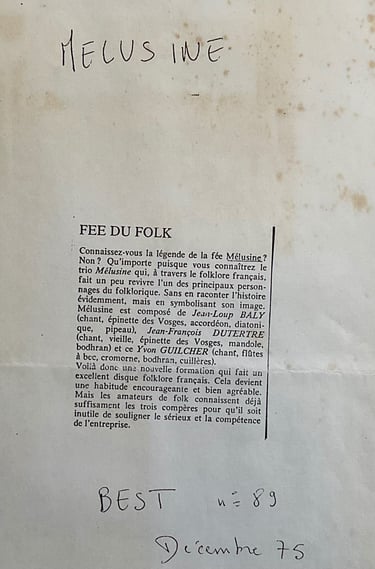 MELUSINE
FEE DU FOLK
Connaissez-vous la légende de la fée Mélusine?
Non? Qu'importe puisque vous connaîtrez le
trio Mélusine qui, à travers le folklore français,
fait un peu revivre l'un des principaux person-
nages du folklorique. Sans en raconter l'histoire
évidemment, mais en symbolisant son image.
Mélusine est composé de Jean-Loup BALY
(chant, épinette des Vosges, accordéon, diatoni-
que, pipeau), Jean-François DUTERTRE
(chant, vieille, épinette des Vosges, mandole,
bodhran) et ce Yvon GUILCHER (chant, flûtes
à bec, cromorne, bodhran, cuillères).
Voilà donc une nouvelle formation qui fait un
excellent disque folklore français. Cela devient
une habitude encourageante et bien agréable.
Mais les amateurs de folk connaissent déjà
suffisament les trois compères pour qu'il soit
inutile de souligner le sérieux et la compétence
de l'entreprise.
BEST n= 89
Décembre 75